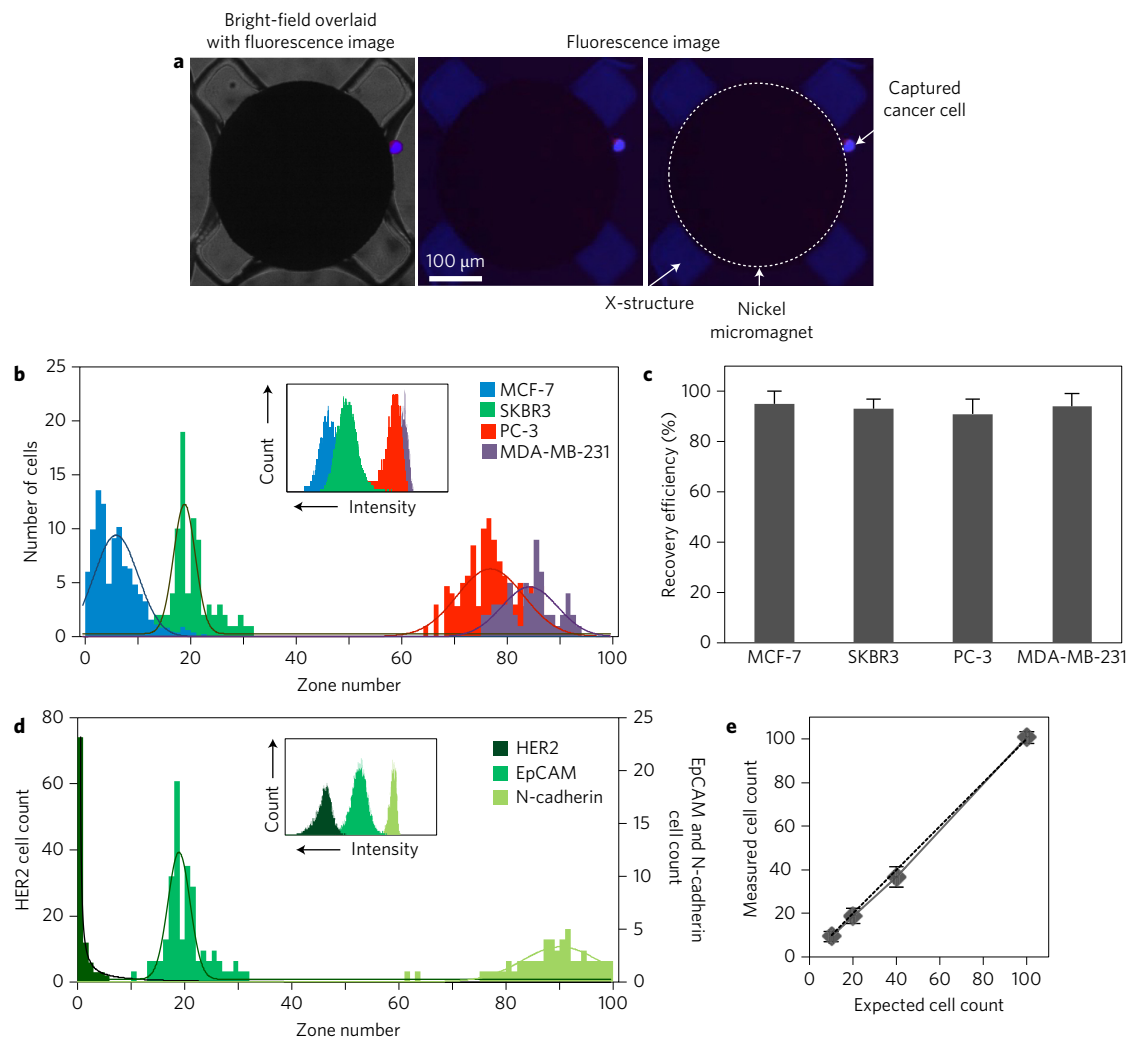 Bright-field overlaid
with fluorescence image
Fluorescence image
a
Captured
cancer cell
100 μm
X-structure
Nickel
micromagnet
b
25
20
15
10
5
0
Number of cells
0
20
40
60
80
100
Zone number
Count
Intensity
MCF-7
SKBR3
PC-3
MDA-MB-231
c
100
80
60
40
20
0
Recovery efficiency (%)
MCF-7
SKBR3
PC-3
MDA-MB-231
d
80
60
40
20
0
HER2 cell count
0
20
40
60
80
100
Zone number
Count
Intensity
HER2
EpCAM
N-cadherin
25
20
15
10
5
0
EpCAM and N-cadherin
cell count
e
100
80
60
40
20
0
Measured cell count
0
20
40
60
80
100
Expected cell count